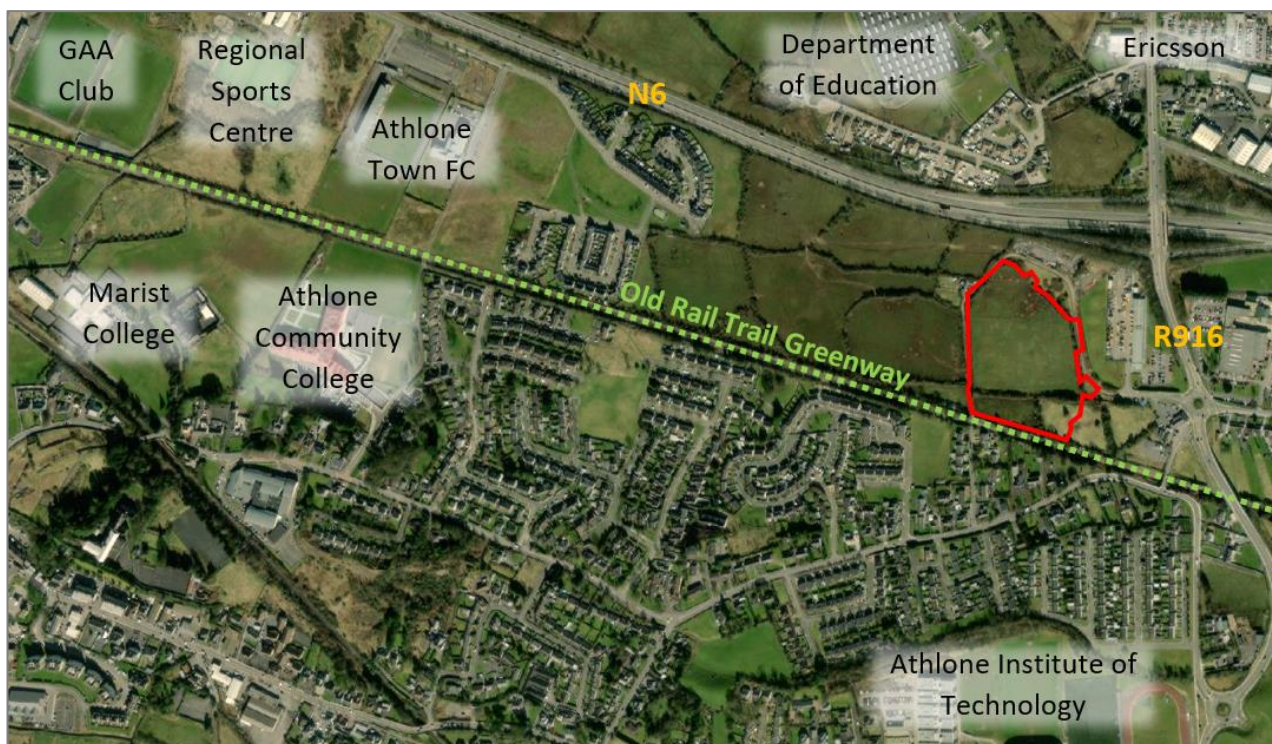 GAA
Club
Regional
Sports
Centre
Athlone
Town FC
N6
Department
of Education
Ericsson
Marist
College
Athlone
Community
College
Old Rail Trail Greenway
R916
Athlone Institute of
Technology